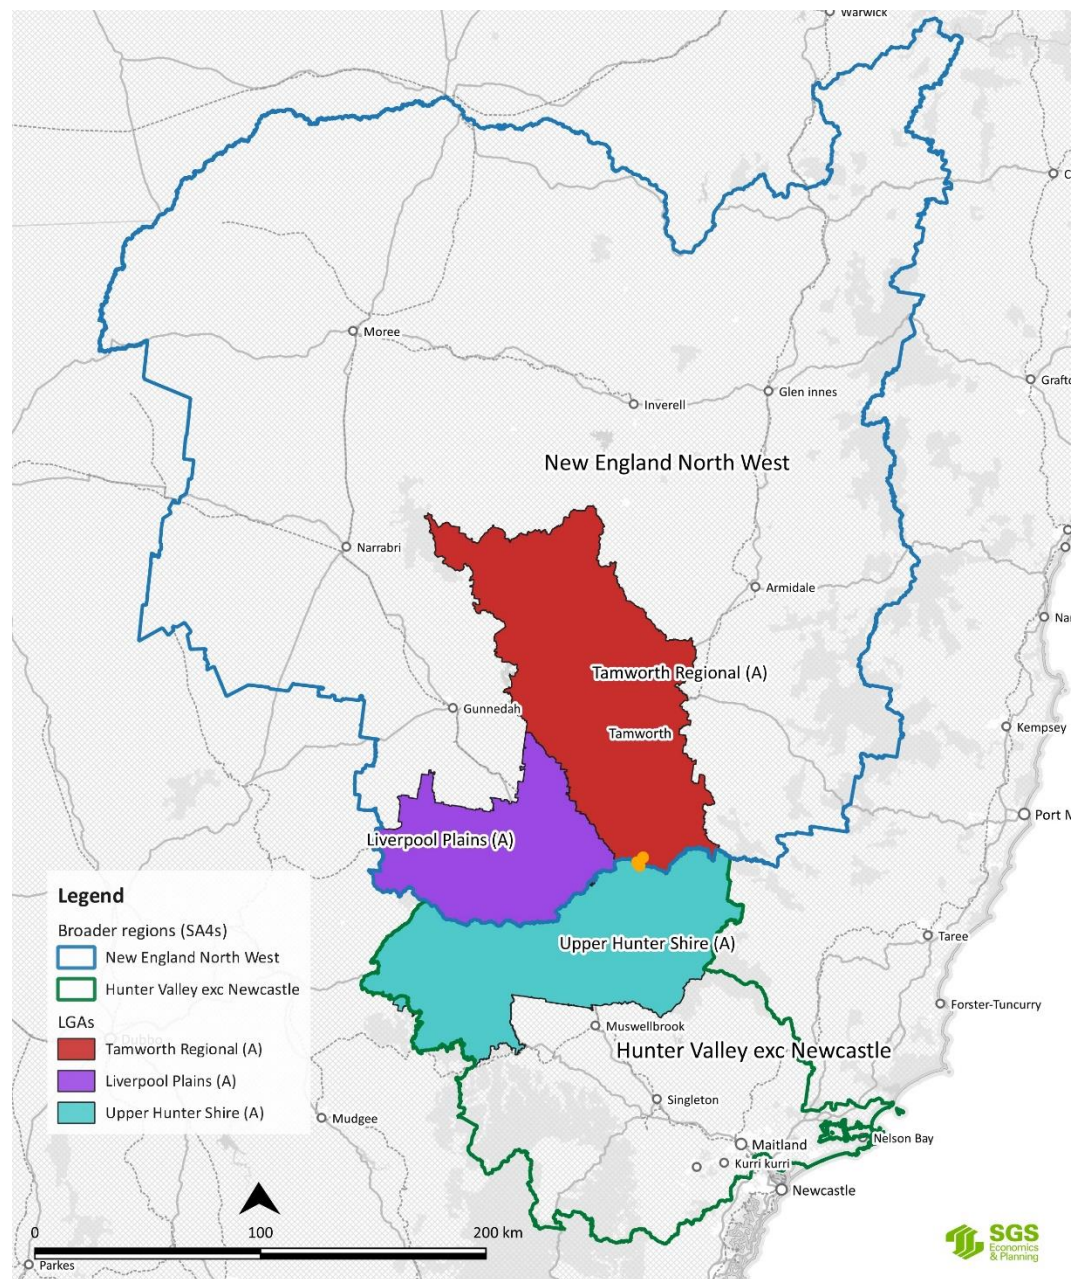 Warwick
C
Moree
Glen innes
Grafto
Inverell
New England North West
Narrabri
Armidale
Na
Tamworth Regional (A)
Gunnedah
Kempsey
Tamworth
Port M
Liverpool Plains (A)
Legend
Broader regions (SA4s)
New England North West
Hunter Valley exc Newcastle
LGAs
Tamworth Regional (A)
Liverpool Plains (A)
Upper Hunter Shire (A)
Upper Hunter Shire (A)
Taree
Forster-Tuncurry
Muswellbrook
Hunter Valley exc Newcastle
Dubbo
Singleton
Mudgee
Maitland
Nelson Bay
Kurri kurri
Newcastle
0 100 200 km
Parkes
SGS
Economics
& Planning